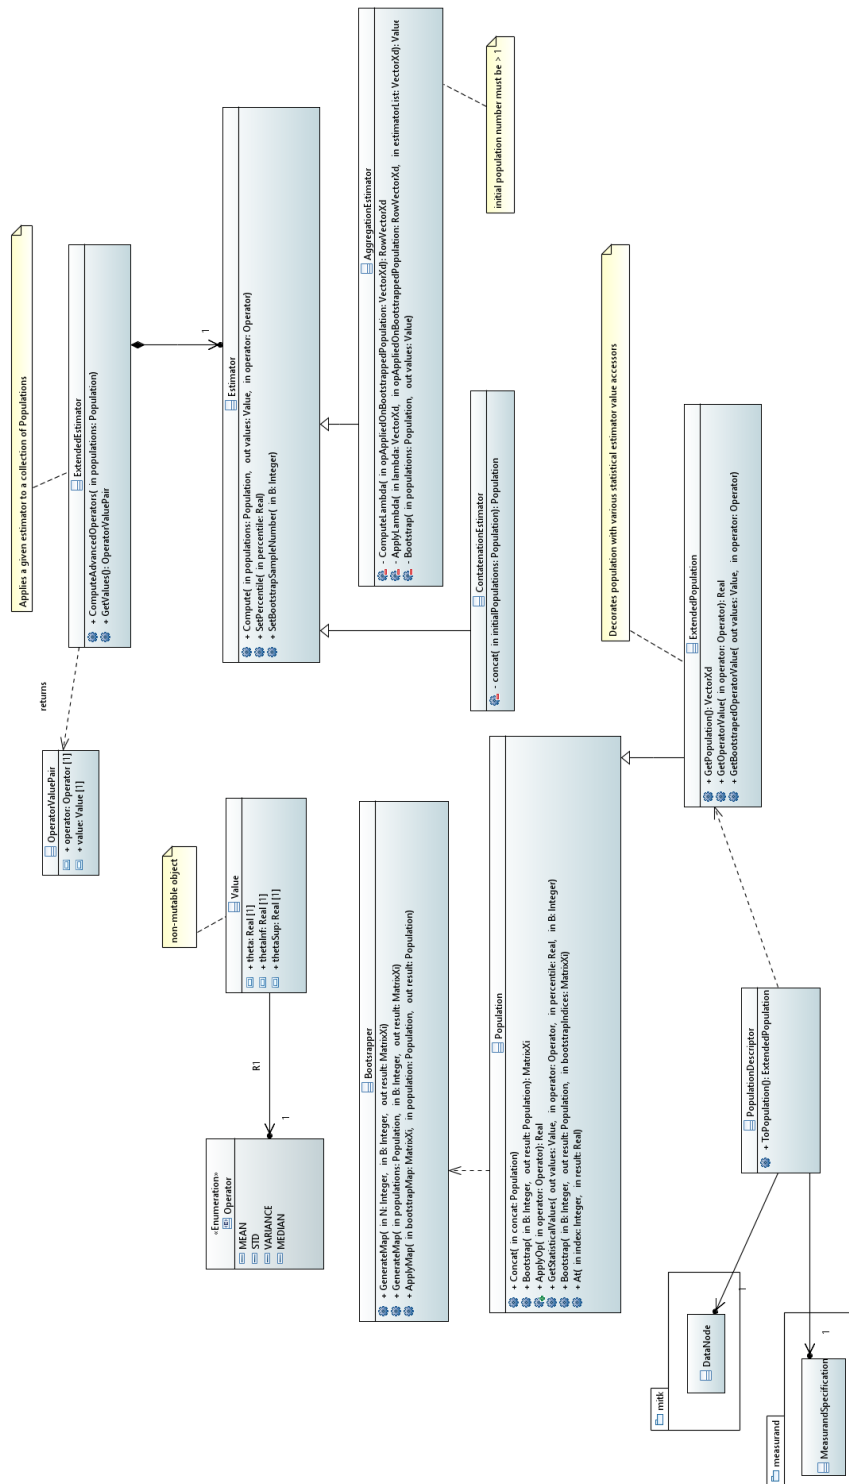 Applies a given estimator to a collection of Populations
ExtendedEstimator
+ ComputeAdvancedOperators( in populations: Population)
+ GetValues(): OperatorValuePair
returns
OperatorValuePair
+ operator: Operator [1]
+ value: Value [1]
1
Estimator
+ Compute( in populations: Population, out values: Value, in operator: Operator)
+ SetPercentile( in percentile: Real)
+ SetBootstrapSampleNumber( in B: Integer)
AggregationEstimator
- ComputeLambda( in opAppliedOnBootstrappedPopulation: VectorXd): RowVectorXd
- ApplyLambda( in lambda: VectorXd, in opAppliedOnBootstrappedPopulation: RowVectorXd, in estimatorList: VectorXd): Value
- Bootstrap( in populations: Population, out values: Value)
initial population number must be > 1
ContatenationEstimator
- concat( in initialPopulations: Population): Population
non-mutable object
Value
+ theta: Real [1]
+ thetaInf: Real [1]
+ thetaSup: Real [1]
R1
1
«Enumeration»
Operator
MEAN
STD
VARIANCE
MEDIAN
Bootsrapper
+ GenerateMap( in N: Integer, in B: Integer, out result: MatrixXi)
+ GenerateMap( in populations: Population, in B: Integer, out result: MatrixXi)
+ ApplyMap( in bootstrapMap: MatrixXi, in population: Population, out result: Population)
Population
+ Concat( in concat: Population)
+ Bootstrap( in B: Integer, out result: Population): MatrixXi
+ ApplyOp( in operator: Operator): Real
+ GetStatisticalValues( out values: Value, in operator: Operator, in percentile: Real, in B: Integer)
+ Bootstrap( in B: Integer, out result: Population, in bootstrapIndices: MatrixXi)
+ At( in index: Integer, in result: Real)
Decorates population with various statistical estimator value accessors
ExtendedPopulation
+ GetPopulation(): VectorXd
+ GetOperatorValue( in operator: Operator): Real
+ GetBootstrapedOperatorValue( out values: Value, in operator: Operator)
PopulationDescriptor
+ ToPopulation(): ExtendedPopulation
1
1
mitk
DataNode
measurand
MeasurandSpecification